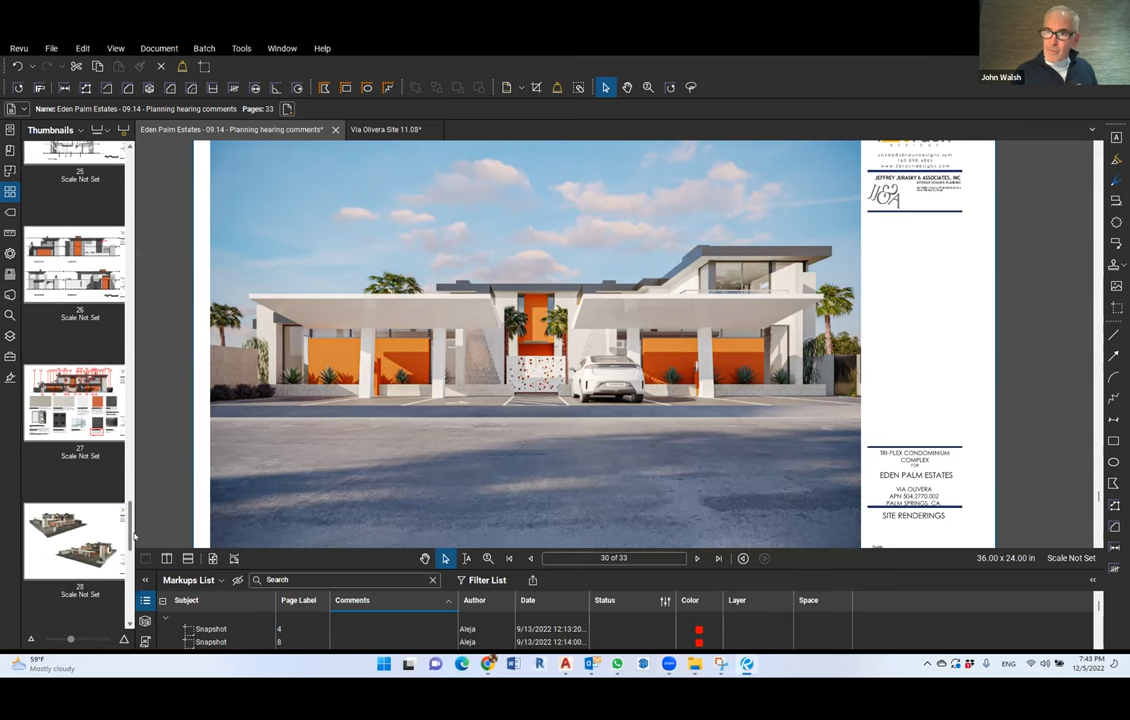 Revu File Edit View Document Batch Tools Window Help
John Walsh
Name: Eden Palm Estates - 09.14 - Planning hearing comments Pages: 33
Thumbnails
Eden Palm Estates - 09.14 - Planning hearing comments*
Via Olivera Site 11.08*
25
Scale Not Set
26
Scale Not Set
27
Scale Not Set
28
Scale Not Set
JEFFREY JURASKY & ASSOCIATES, INC
TRI-PLEX CONDOMINIUM
COMPLEX
FOR
EDEN PALM ESTATES
VIA OLIVERA
APN 504.2770.002
PALM SPRINGS, CA.
SITE RENDERINGS
30 of 33
36.00 x 24.00 in
Scale Not Set
Markups List
Search
Filter List
Subject Page Label Comments Author Date Status Color Layer Space
Snapshot 4 Aleja 9/13/2022 12:13:20...
Snapshot 8 Aleja 9/13/2022 12:14:00...
59°F
Mostly cloudy
ENG
7:43 PM
12/5/2022